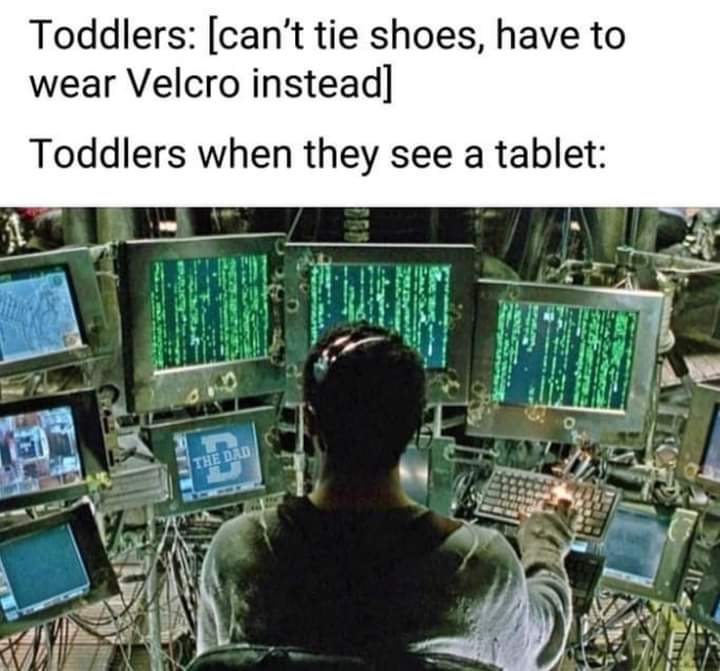 Toddlers: [can’t tie shoes, have to
wear Velcro instead]
Toddlers when they see a tablet:
THE DAD